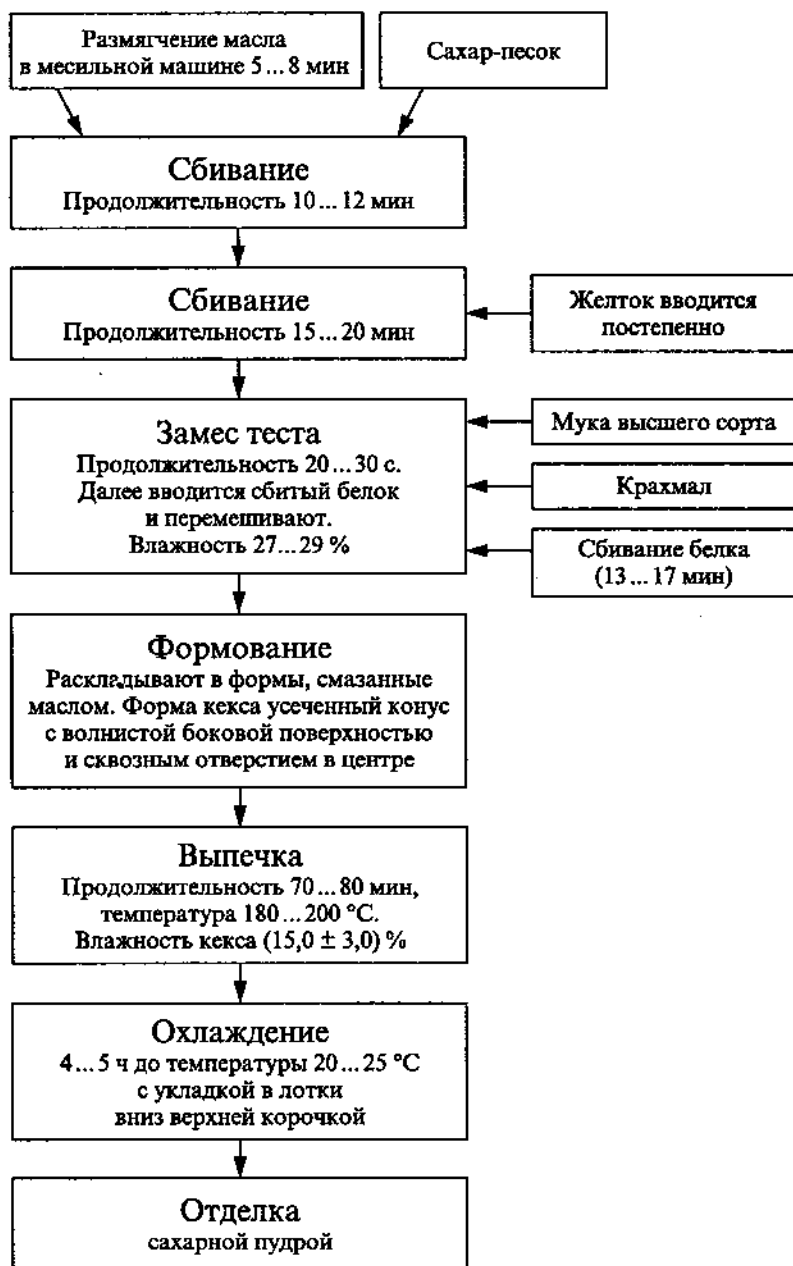 Размягчение масла
в месильной машине 5...8 мин
Сахар-песок
Сбивание
Продолжительность 10...12 мин
Сбивание
Продолжительность 15...20 мин
Желток вводится
постепенно
Замес теста
Продолжительность 20...30 с.
Далее вводится сбитый белок
и перемешивают.
Влажность 27...29 %
Мука высшего сорта
Крахмал
Сбивание белка
(13...17 мин)
Формование
Раскладывают в формы, смазанные
маслом. Форма кекса усеченный конус
с волнистой боковой поверхностью
и сквозным отверстием в центре
Выпечка
Продолжительность 70...80 мин,
температура 180...200 °С.
Влажность кекса (15,0 ± 3,0) %
Охлаждение
4...5 ч до температуры 20...25 °С
с укладкой в лотки
вниз верхней корочкой
Отделка
сахарной пудрой